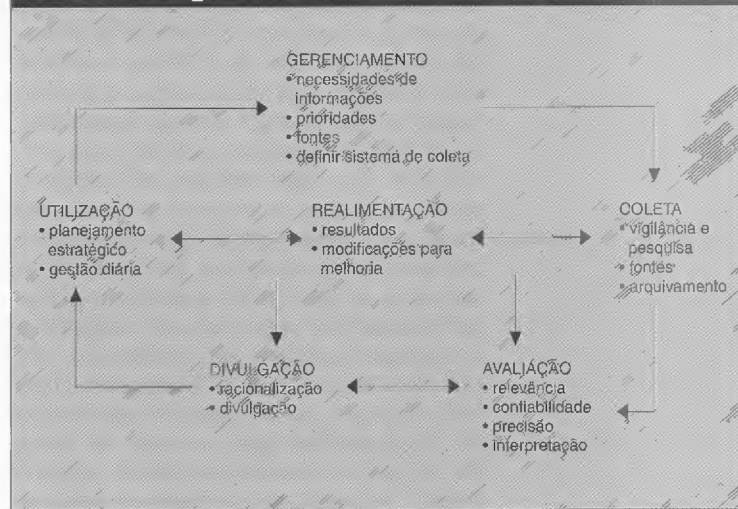 GERENCIAMENTO
• necessidades de
informações
• prioridades
• fontes
• definir sistema de coleta
UTILIZAÇÃO
• planejamento
estratégico
• gestão diária
REALIMENTAÇÃO
• resultados
• modificações para
melhoria
COLETA
• vigilância e
pesquisa
• fontes
• arquivamento
DIVULGAÇÃO
• racionalização
• divulgação
AVALIAÇÃO
• relevância
• confiabilidade
• precisão
• interpretação